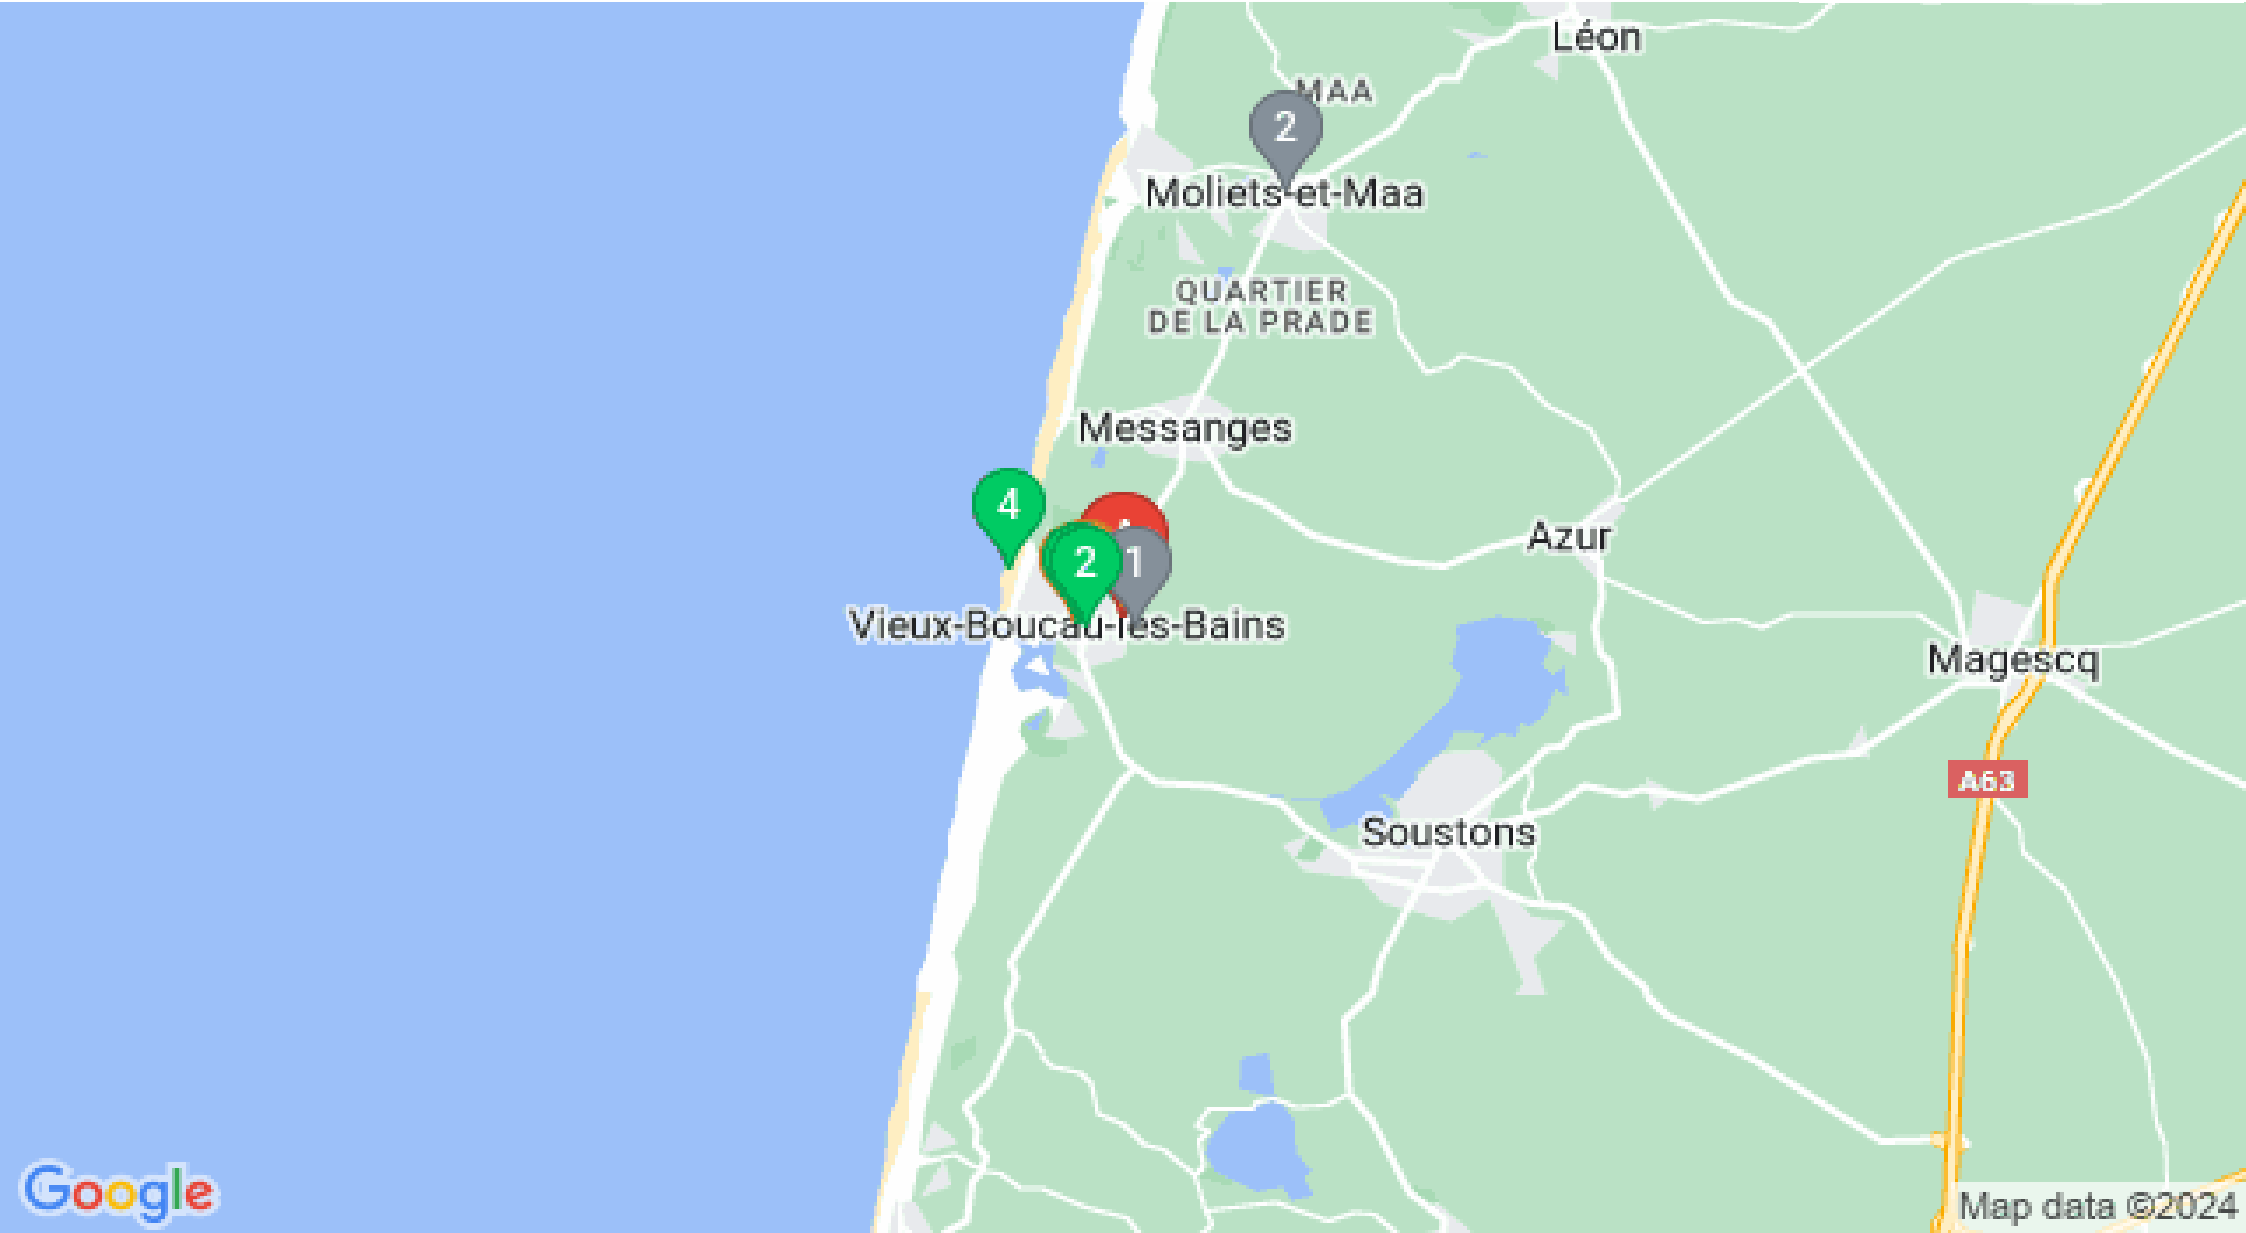 Léon
MAA
2
Moliets-et-Maa
QUARTIER
DE LA PRADE
Messanges
4
2
1
Azur
Vieux-Boucau-les-Bains
Magescq
A63
Soustons
Google
Map data ©2024